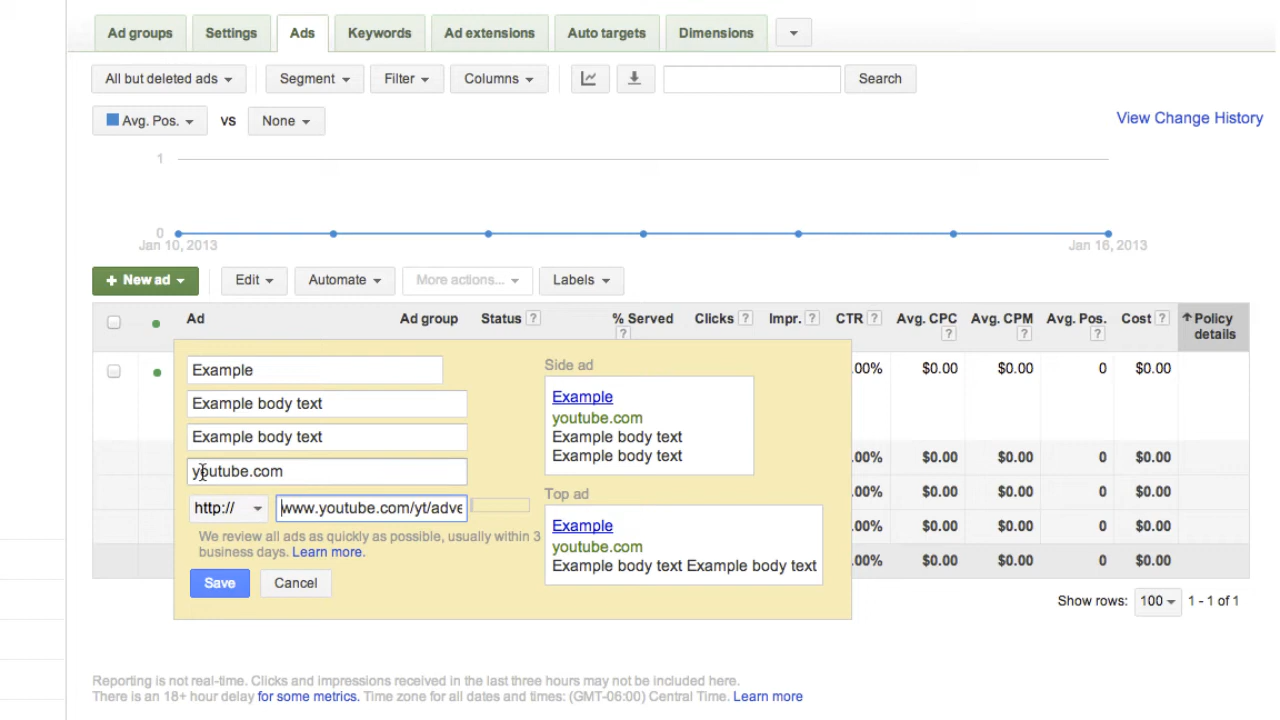 Ad groups Settings Ads Keywords Ad extensions Auto targets Dimensions
All but deleted ads Segment Filter Columns Search
Avg. Pos. VS None View Change History
1
0
Jan 10, 2013 Jan 16, 2013
+ New ad Edit Automate More actions... Labels
Ad Ad group Status ? % Served ? Clicks ? Impr. ? CTR ? Avg. CPC ? Avg. CPM ? Avg. Pos. ? Cost ? Policy details
Example
Example body text
Example body text
youtube.com
http:// www.youtube.com/yt/adve
We review all ads as quickly as possible, usually within 3
business days. Learn more.
Save Cancel
Side ad
Example
youtube.com
Example body text
Example body text
Top ad
Example
youtube.com
Example body text Example body text
.00% $0.00 $0.00 0 $0.00
.00% $0.00 $0.00 0 $0.00
.00% $0.00 $0.00 0 $0.00
.00% $0.00 $0.00 0 $0.00
.00% $0.00 $0.00 0 $0.00
Show rows: 100 1 - 1 of 1
Reporting is not real-time. Clicks and impressions received in the last three hours may not be included here.
There is an 18+ hour delay for some metrics. Time zone for all dates and times: (GMT-06:00) Central Time. Learn more